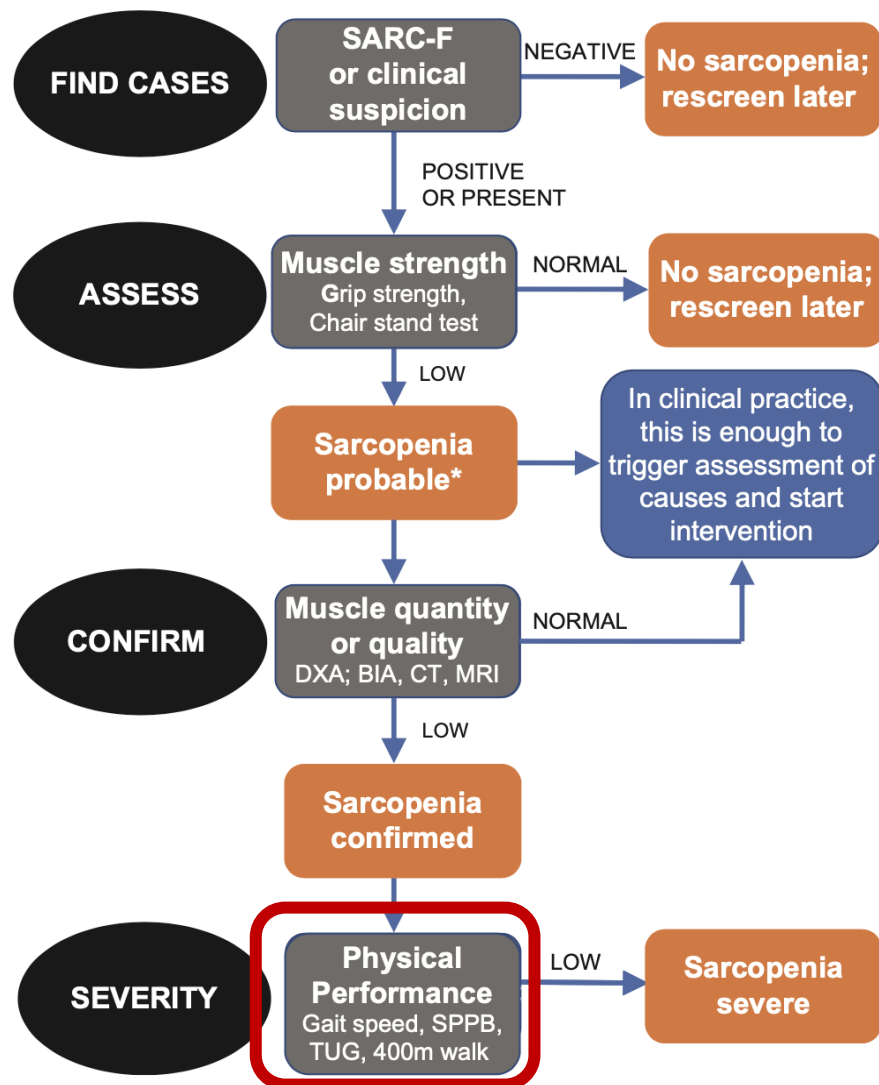 FIND CASES
SARC-F
or clinical
suspicion
NEGATIVE
No sarcopenia;
rescreen later
POSITIVE
OR PRESENT
ASSESS
Muscle strength
Grip strength,
Chair stand test
NORMAL
No sarcopenia;
rescreen later
LOW
Sarcopenia
probable*
In clinical practice,
this is enough to
trigger assessment of
causes and start
intervention
CONFIRM
Muscle quantity
or quality
DXA; BIA, CT, MRI
NORMAL
LOW
Sarcopenia
confirmed
SEVERITY
Physical
Performance
Gait speed, SPPB,
TUG, 400m walk
LOW
Sarcopenia
severe